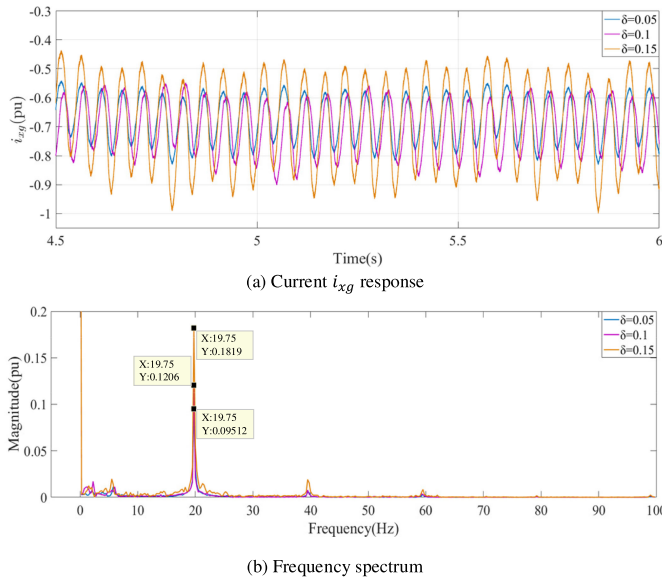 -0.3
-0.4
-0.5
-0.6
-0.7
-0.8
-0.9
-1
i_xg(pu)
δ=0.05
δ=0.1
δ=0.15
4.5 5 5.5 6
Time(s)
(a) Current i_xg response
0.2
0.15
0.1
0.05
0
Magnitude(pu)
δ=0.05
δ=0.1
δ=0.15
X:19.75
Y:0.1819
X:19.75
Y:0.1206
X:19.75
Y:0.09512
0 10 20 30 40 50 60 70 80 90 100
Frequency(Hz)
(b) Frequency spectrum